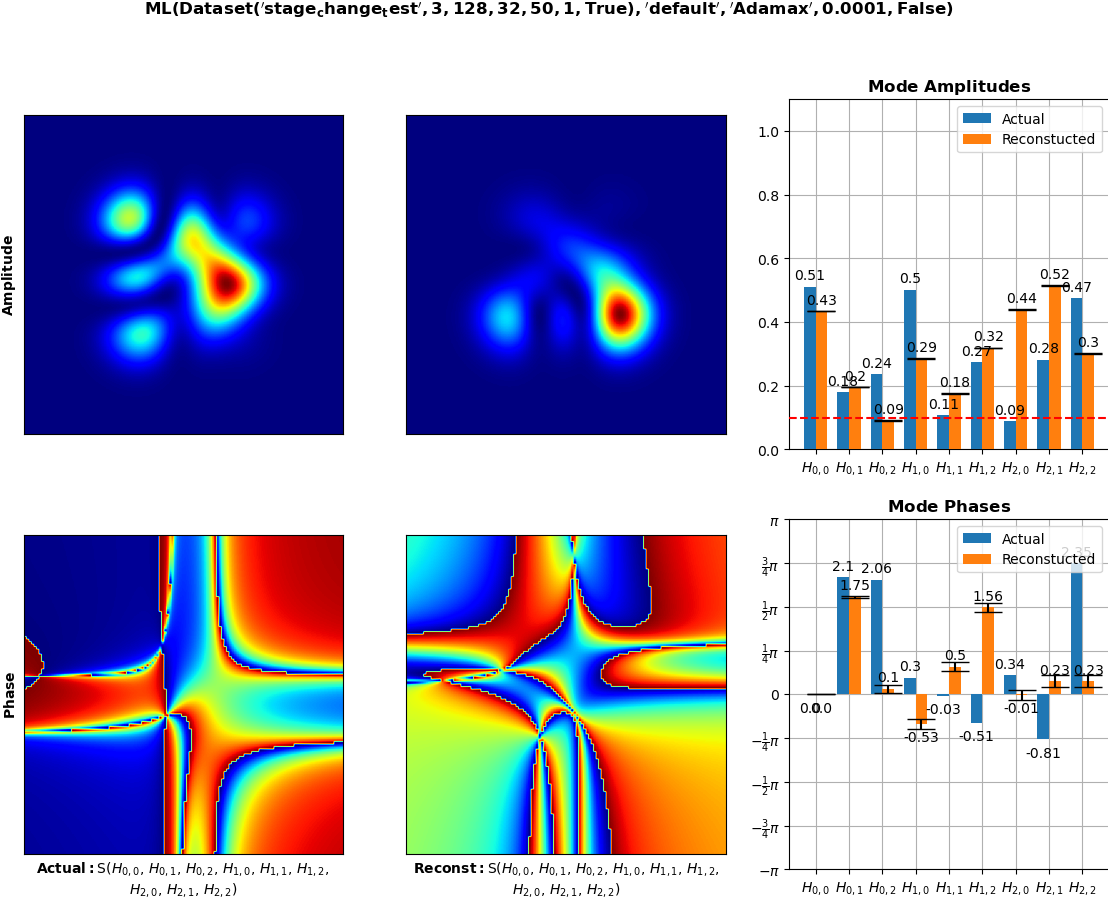 ML(Dataset('stage_change_test', 3, 128, 32, 50, 1, True), 'default', 'Adamax', 0.0001, False)
Amplitude
Mode Amplitudes
Actual
Reconstucted
1.0
0.8
0.6
0.4
0.2
0.0
0.51 0.43 0.18 0.2 0.24 0.09 0.5 0.29 0.11 0.18 0.27 0.32 0.09 0.44 0.28 0.52 0.47 0.3
H0,0 H0,1 H0,2 H1,0 H1,1 H1,2 H2,0 H2,1 H2,2
Phase
Actual: S(H0,0, H0,1, H0,2, H1,0, H1,1, H1,2,
H2,0, H2,1, H2,2)
Reconst: S(H0,0, H0,1, H0,2, H1,0, H1,1, H1,2,
H2,0, H2,1, H2,2)
Mode Phases
Actual
Reconstucted
π
3/4π
1/2π
1/4π
0
−1/4π
−1/2π
−3/4π
−π
0.0 0.0 2.1 1.75 2.06 0.1 0.3 -0.53 -0.03 0.5 -0.51 1.56 0.34 -0.01 -0.81 0.23 2.35 0.23
H0,0 H0,1 H0,2 H1,0 H1,1 H1,2 H2,0 H2,1 H2,2